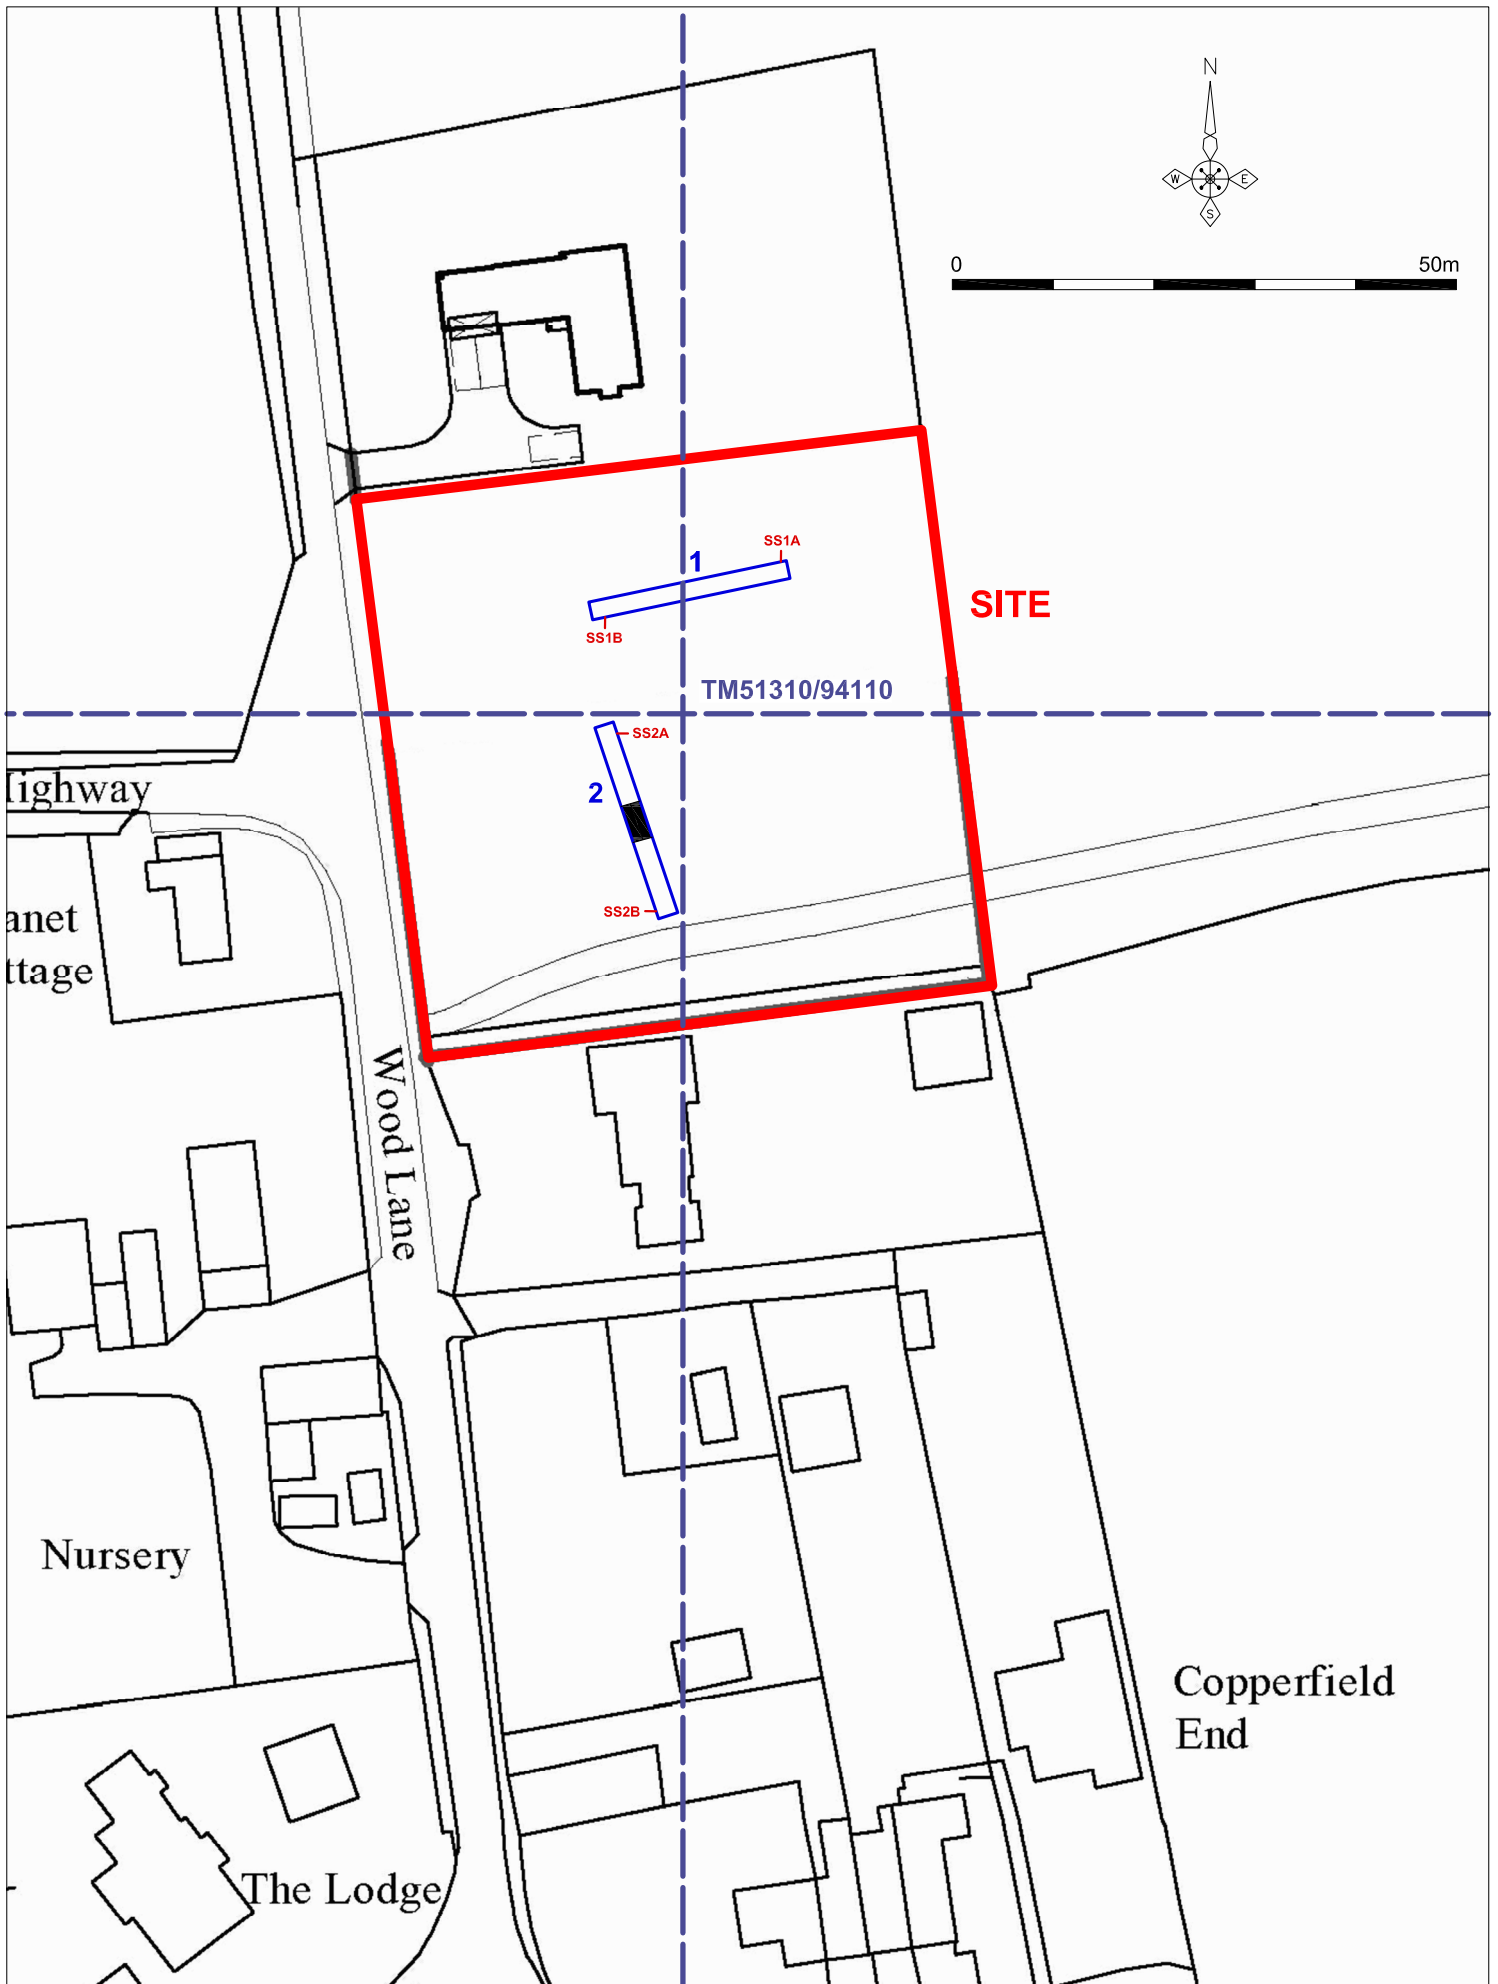 N
W
E
S
0
50m
1
SS1A
SITE
SS1B
TM51310/94110
SS2A
2
Highway
anet
ttage
SS2B
Wood Lane
Nursery
Copperfield
End
The Lodge